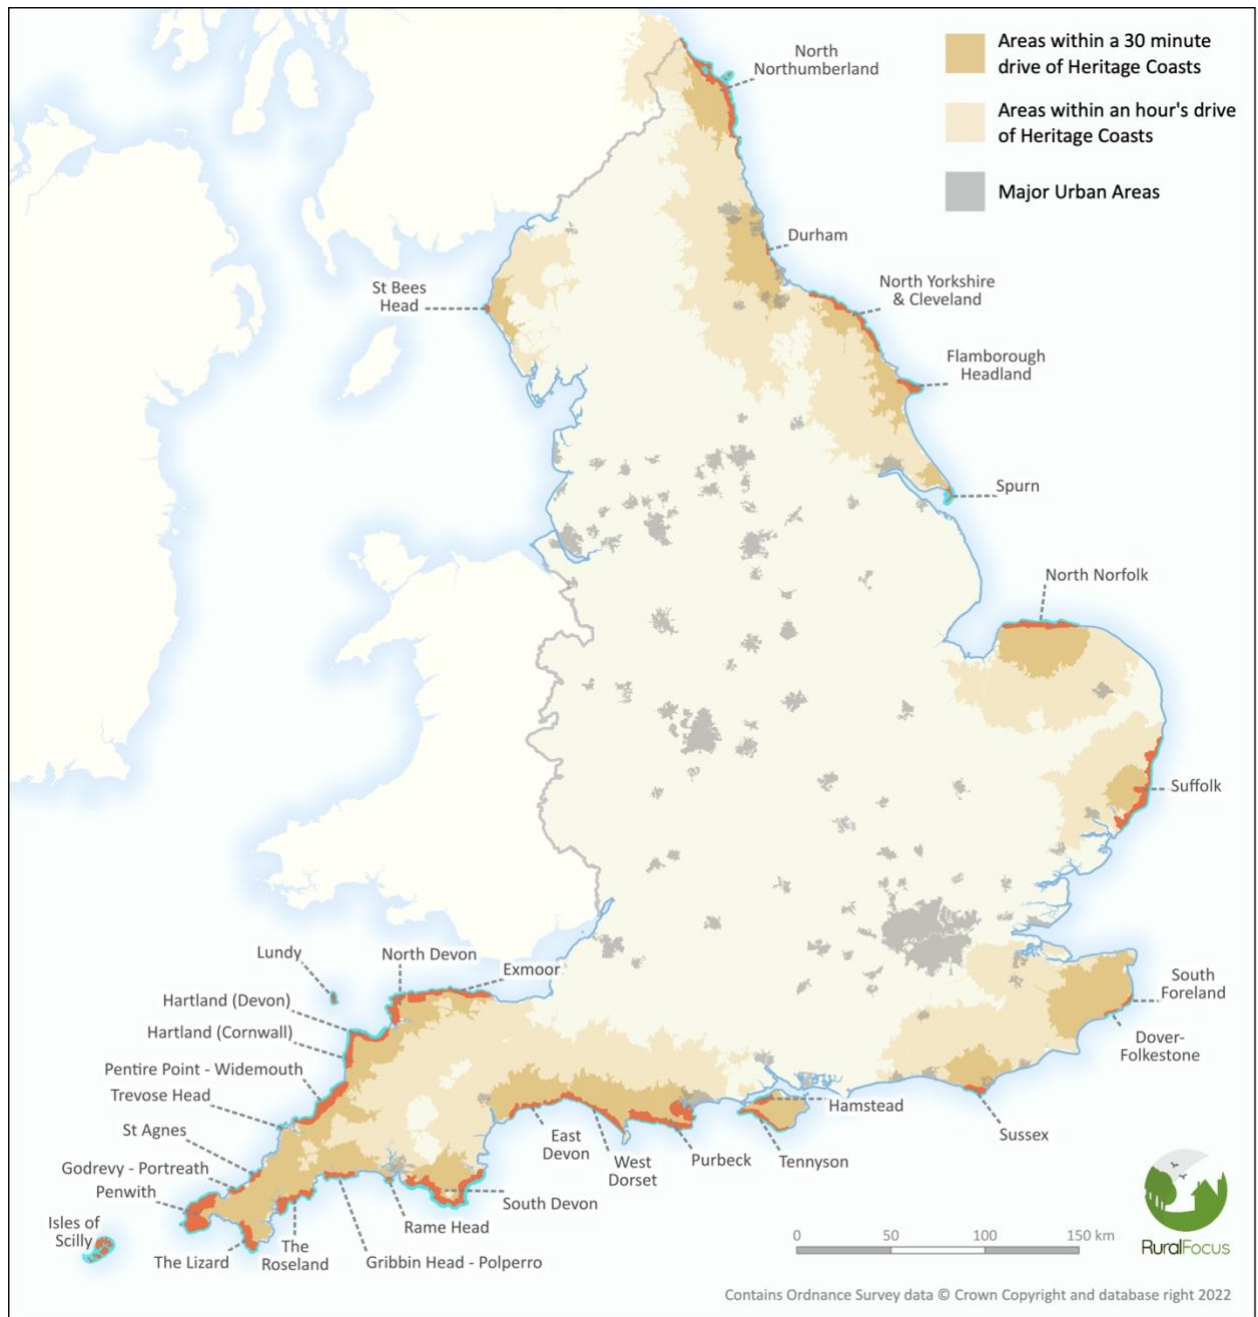 North
Northumberland
Areas within a 30 minute
drive of Heritage Coasts
Areas within an hour's drive
of Heritage Coasts
Major Urban Areas
Durham
St Bees
Head
North Yorkshire
& Cleveland
Flamborough
Headland
Spurn
North Norfolk
Suffolk
Lundy
North Devon
Exmoor
Hartland (Devon)
Hartland (Cornwall)
Pentire Point - Widemouth
Trevose Head
St Agnes
Godrevy - Portreath
Penwith
Isles of
Scilly
The Lizard
The
Roseland
Gribbin Head - Polperro
Rame Head
South Devon
East
Devon
West
Dorset
Purbeck
Tennyson
Hamstead
Sussex
South
Foreland
Dover-
Folkestone
0 50 100 150 km
RuralFocus
Contains Ordnance Survey data © Crown Copyright and database right 2022